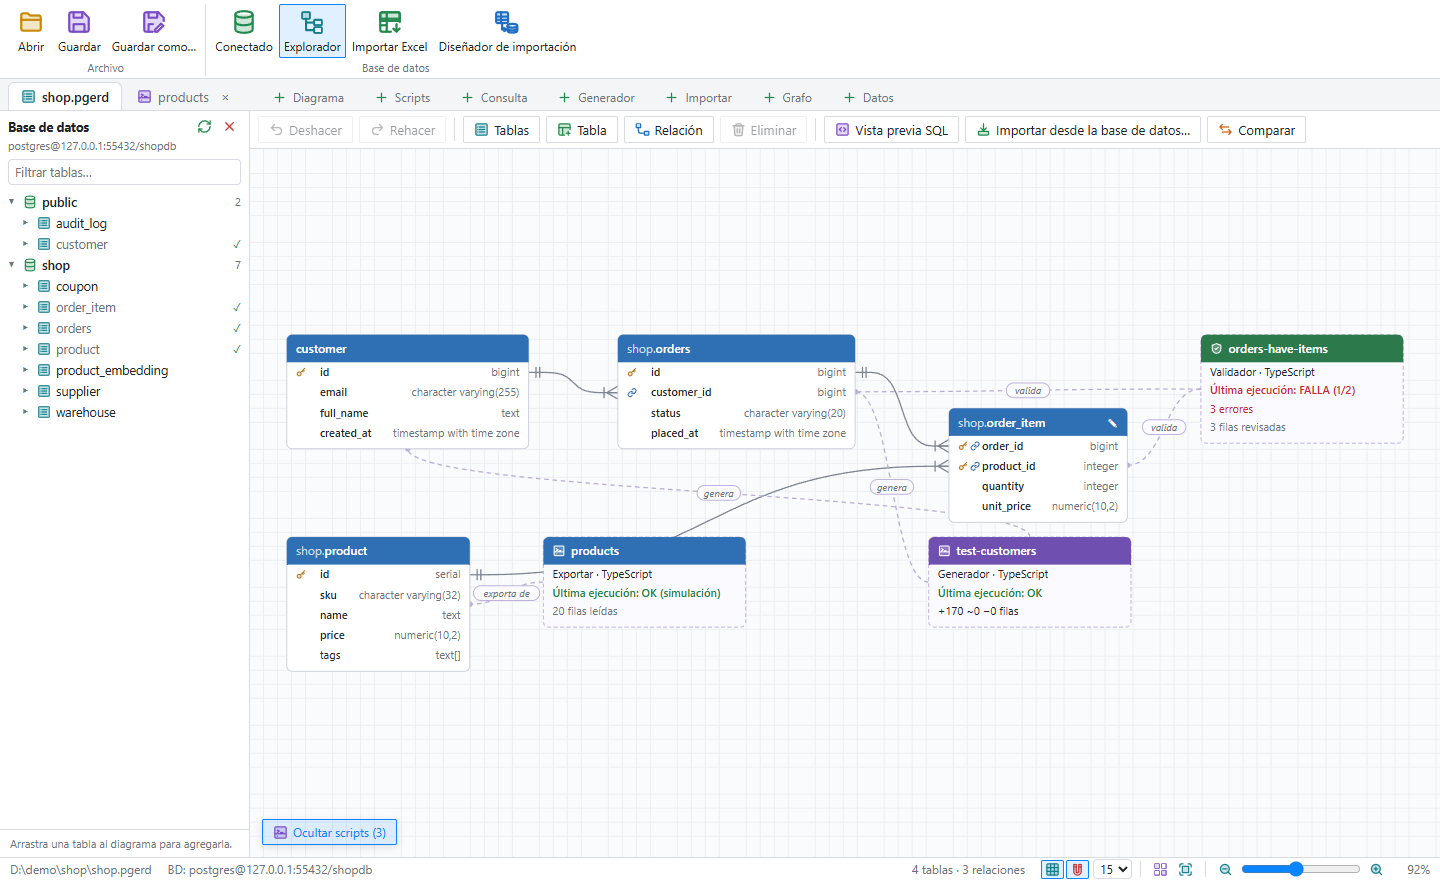 Abrir
Guardar
Guardar como...
Archivo
Conectado
Explorador
Importar Excel
Diseñador de importación
Base de datos
shop.pgerd
products ×
+ Diagrama
+ Scripts
+ Consulta
+ Generador
+ Importar
+ Grafo
+ Datos
Base de datos
postgres@127.0.0.1:55432/shopdb
Filtrar tablas...
public 2
audit_log
customer ✓
shop 7
coupon
order_item ✓
orders ✓
product ✓
product_embedding
supplier
warehouse
Arrastra una tabla al diagrama para agregarla.
Deshacer
Rehacer
Tablas
Tabla
Relación
Eliminar
Vista previa SQL
Importar desde la base de datos...
Comparar
customer
id bigint
email character varying(255)
full_name text
created_at timestamp with time zone
shop.orders
id bigint
customer_id bigint
status character varying(20)
placed_at timestamp with time zone
valida
orders-have-items
Validador · TypeScript
Última ejecución: FALLA (1/2)
3 errores
3 filas revisadas
valida
shop.order_item
order_id bigint
product_id integer
quantity integer
unit_price numeric(10,2)
genera
genera
shop.product
id serial
sku character varying(32)
name text
price numeric(10,2)
tags text[]
exporta de
products
Exportar · TypeScript
Última ejecución: OK (simulación)
20 filas leídas
test-customers
Generador · TypeScript
Última ejecución: OK
+170 ~0 −0 filas
Ocultar scripts (3)
D:\demo\shop\shop.pgerd
BD: postgres@127.0.0.1:55432/shopdb
4 tablas · 3 relaciones
15
92%